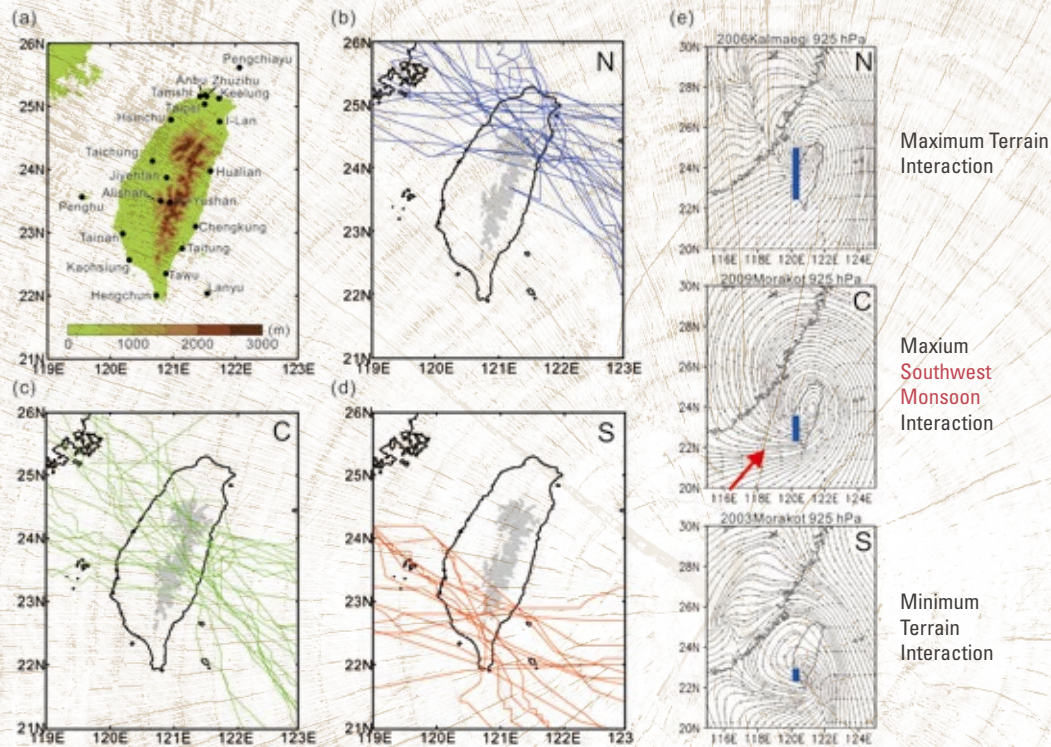 (a)
26N
25N
24N
23N
22N
21N
119E 120E 121E 122E 123E
Pengchiayu
Anbu Zhuzihu
Tamshi Keelung
Taipei
Hsinchu I-Lan
Taichung
Jiyehtan Hualian
Alishan Yushan
Penghu
Chengkung
Tainan Taitung
Kaohsiung Tawu
Hengchun Lanyu
0 1000 2000 3000 (m)
(b)
N
26N
25N
24N
23N
22N
21N
119E 120E 121E 122E 123E
(c)
C
26N
25N
24N
23N
22N
21N
119E 120E 121E 122E 123E
(d)
S
26N
25N
24N
23N
22N
21N
119E 120E 121E 122E 123E
(e)
2006Kalmaegi 925 hPa
N
30N
28N
26N
24N
22N
20N
116E 118E 120E 122E 124E
Maximum Terrain
Interaction
2009Morakot 925 hPa
C
30N
28N
26N
24N
22N
20N
116E 118E 120E 122E 124E
Maxium
Southwest
Monsoon
Interaction
2003Morakot 925 hPa
S
30N
28N
26N
24N
22N
20N
116E 118E 120E 122E 124E
Minimum
Terrain
Interaction